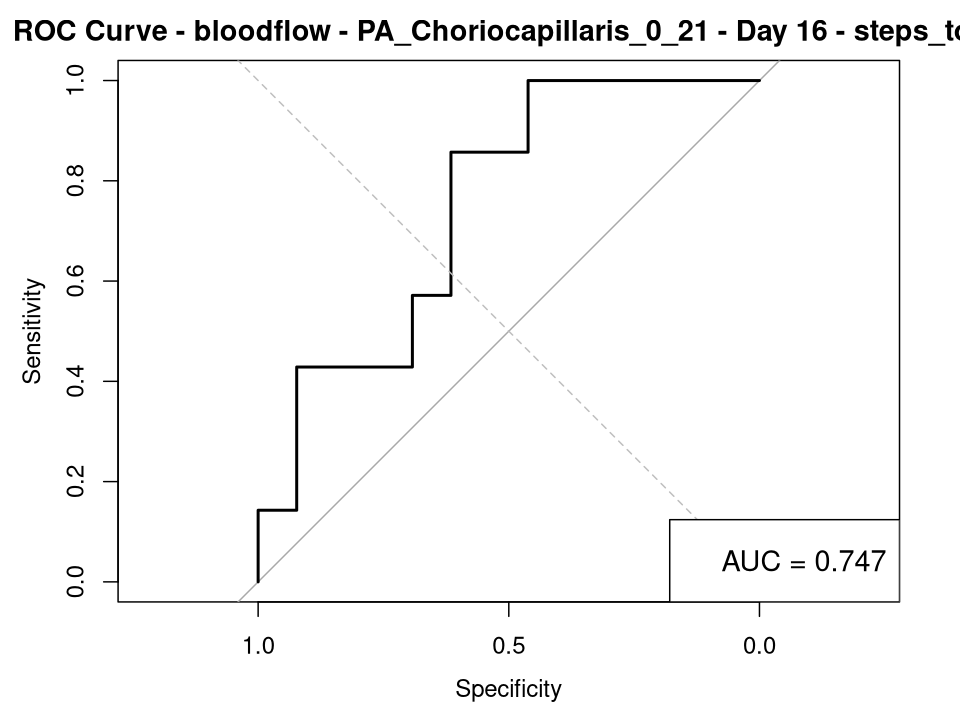 ROC Curve - bloodflow - PA_Choriocapillaris_0_21 - Day 16 - steps_to
Sensitivity
1.0
0.8
0.6
0.4
0.2
0.0
AUC = 0.747
1.0 0.5 0.0
Specificity